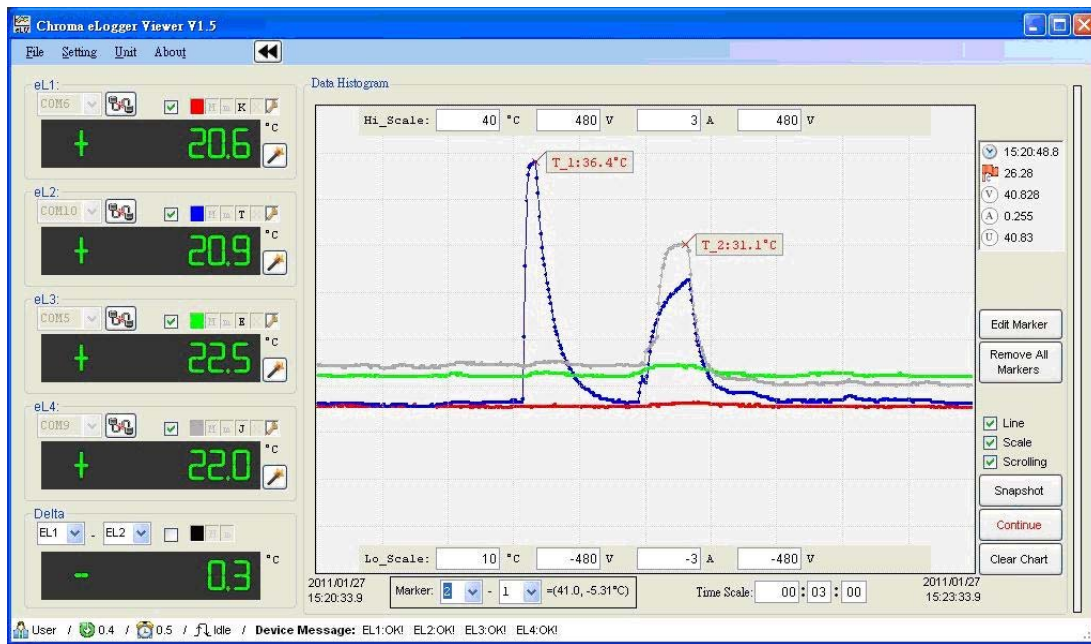 Chroma eLogger Viewer V1.5
File Setting Unit About
eL1:
COM6
H m K X
+ 20.6 °C
eL2:
COM10
H m T X
+ 20.9 °C
eL3:
COM5
H m E X
+ 22.5 °C
eL4:
COM9
H m J X
+ 22.0 °C
Delta
EL1 - EL2 H m
- 0.3 °C
Data Histogram
Hi_Scale: 40 °C 480 V 3 A 480 V
T_1:36.4°C
T_2:31.1°C
Lo_Scale: 10 °C -480 V -3 A -480 V
2011/01/27
15:20:33.9
Marker: 2 - 1 =(41.0, -5.31°C)
Time Scale: 00 : 03 : 00
2011/01/27
15:23:33.9
15:20:48.8
26.28
V 40.828
A 0.255
U 40.83
Edit Marker
Remove All
Markers
Line
Scale
Scrolling
Snapshot
Continue
Clear Chart
User / 0.4 / 0.5 / Idle / Device Message: EL1:OK! EL2:OK! EL3:OK! EL4:OK!